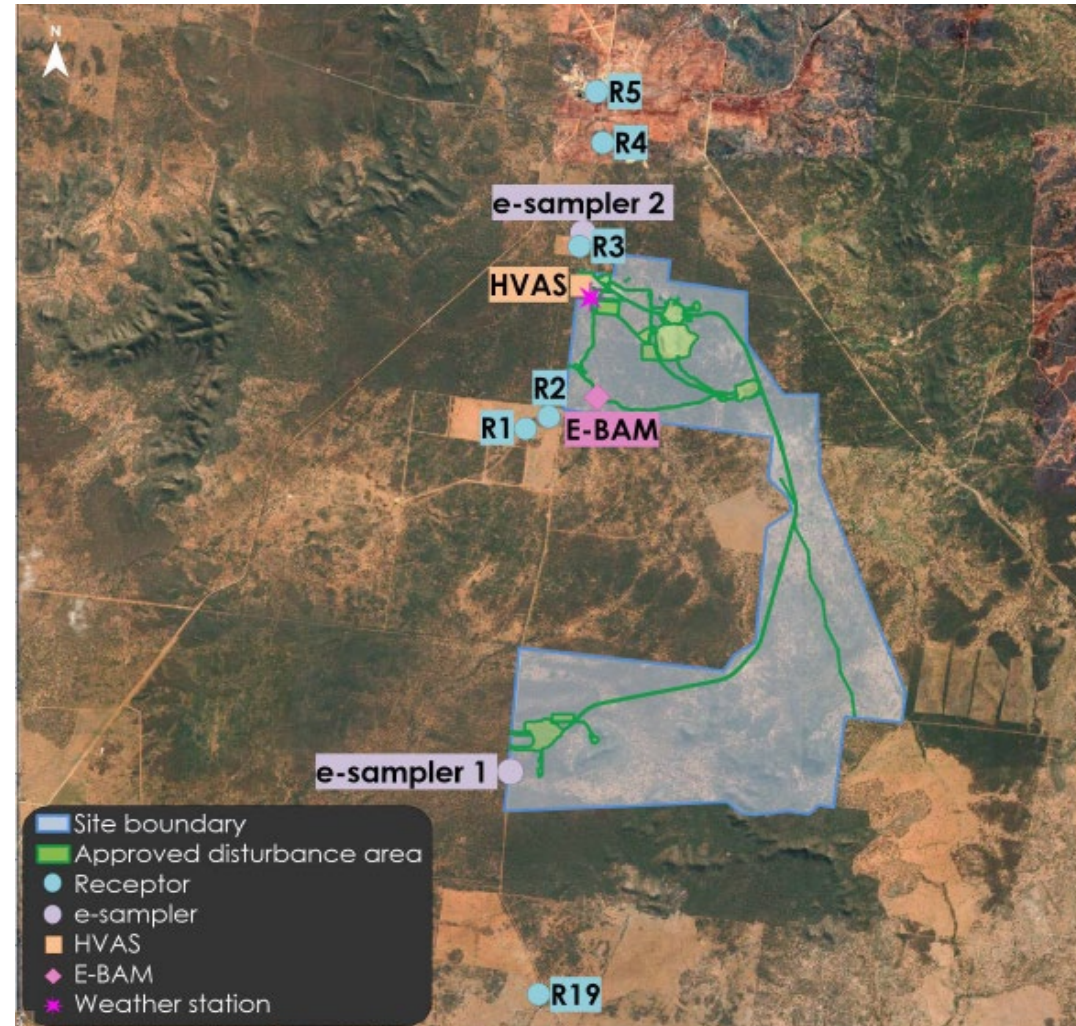 N
R5
R4
e-sampler 2
R3
HVAS
R2
R1
E-BAM
e-sampler 1
Site boundary
Approved disturbance area
Receptor
e-sampler
HVAS
E-BAM
Weather station
R19